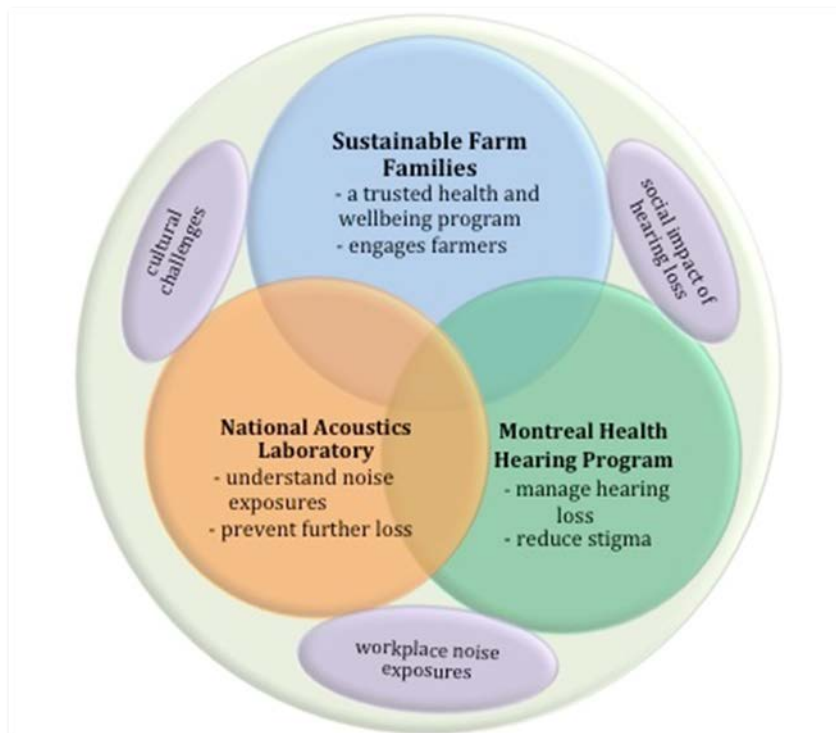 Sustainable Farm
Families
- a trusted health and
wellbeing program
- engages farmers
cultural
challenges
social impact of
hearing loss
National Acoustics
Laboratory
- understand noise
exposures
- prevent further loss
Montreal Health
Hearing Program
- manage hearing
loss
- reduce stigma
workplace noise
exposures